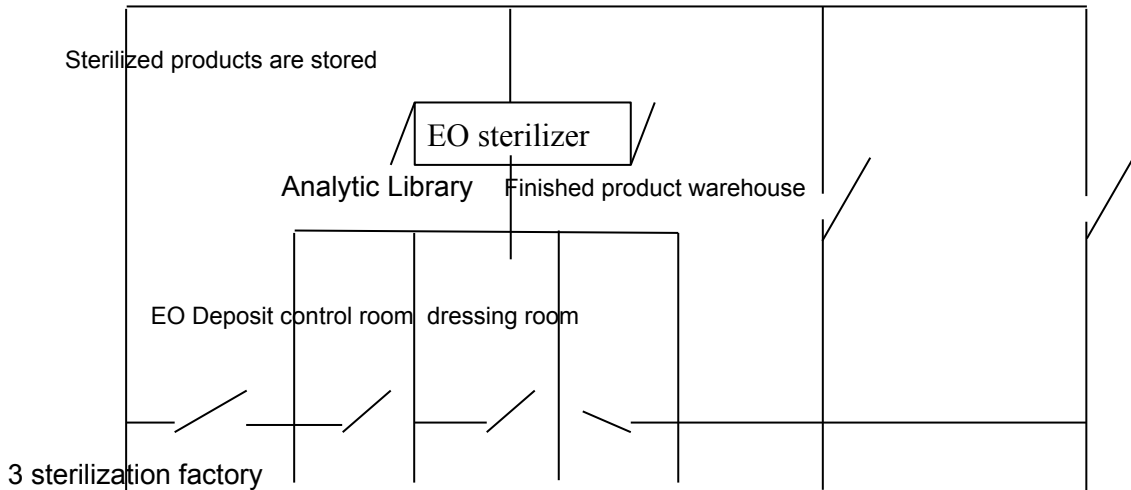 Sterilized products are stored
EO sterilizer
Analytic Library Finished product warehouse
EO Deposit control room dressing room
3 sterilization factory